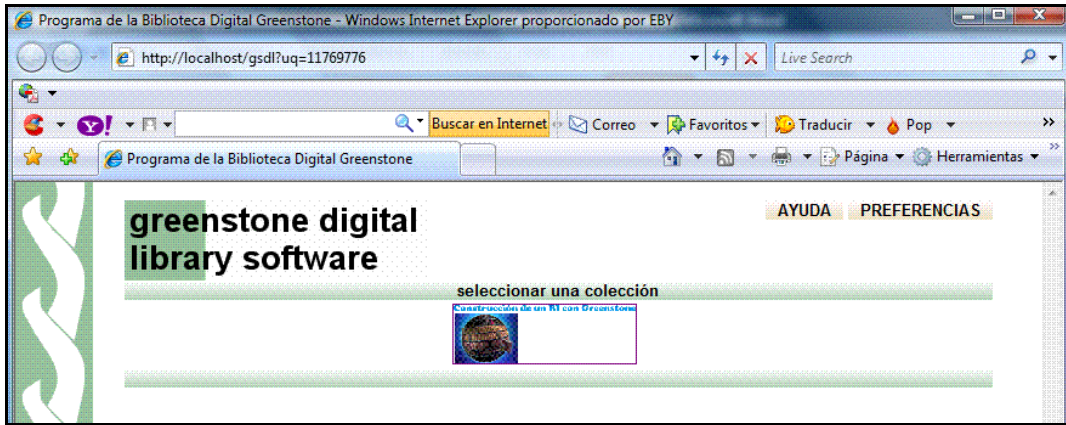 Programa de la Biblioteca Digital Greenstone - Windows Internet Explorer proporcionado por EBY
http://localhost/gsdl?uq=11769776
Live Search
Buscar en Internet Correo Favoritos Traducir Pop »
Programa de la Biblioteca Digital Greenstone
Página Herramientas »
greenstone digital
library software
AYUDA PREFERENCIAS
seleccionar una colección
Construcción de un RI con Greenstone